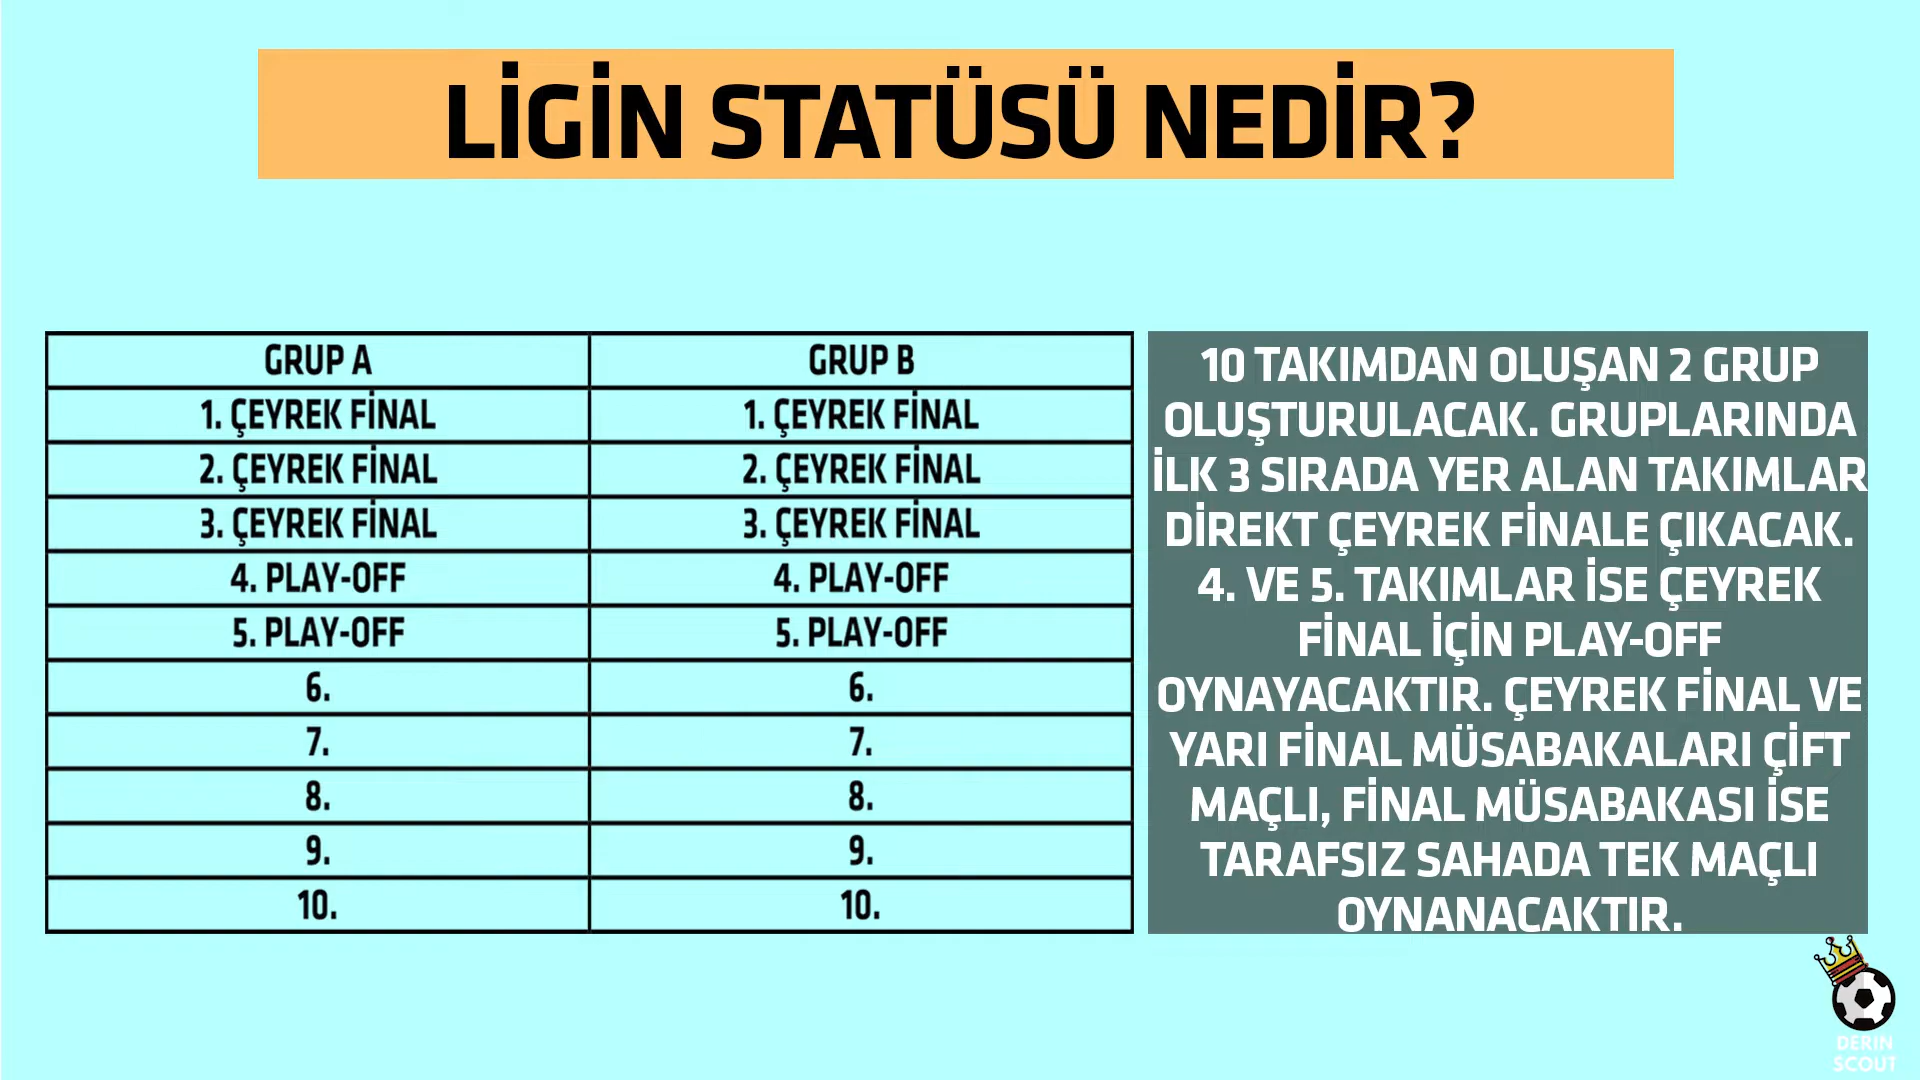 LİGİN STATÜSÜ NEDİR?
GRUP A GRUP B
1. ÇEYREK FİNAL 1. ÇEYREK FİNAL
2. ÇEYREK FİNAL 2. ÇEYREK FİNAL
3. ÇEYREK FİNAL 3. ÇEYREK FİNAL
4. PLAY-OFF 4. PLAY-OFF
5. PLAY-OFF 5. PLAY-OFF
6. 6.
7. 7.
8. 8.
9. 9.
10. 10.
10 TAKIMDAN OLUŞAN 2 GRUP
OLUŞTURULACAK. GRUPLARINDA
İLK 3 SIRADA YER ALAN TAKIMLAR
DİREKT ÇEYREK FİNALE ÇIKACAK.
4. VE 5. TAKIMLAR İSE ÇEYREK
FİNAL İÇİN PLAY-OFF
OYNAYACAKTIR. ÇEYREK FİNAL VE
YARI FİNAL MÜSABAKALARI ÇİFT
MAÇLI, FİNAL MÜSABAKASI İSE
TARAFSIZ SAHADA TEK MAÇLI
OYNANACAKTIR.
DERIN
SCOUT